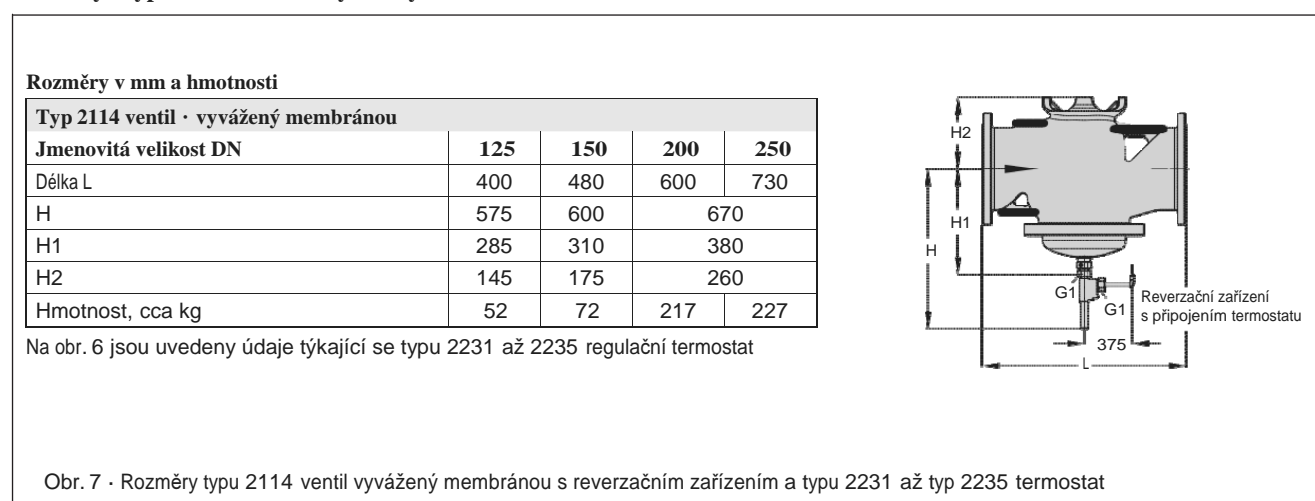 Rozměry v mm a hmotnosti
Typ 2114 ventil · vyvážený membránou
Jmenovitá velikost DN 125 150 200 250
Délka L 400 480 600 730
H 575 600 670
H1 285 310 380
H2 145 175 260
Hmotnost, cca kg 52 72 217 227
Na obr. 6 jsou uvedeny údaje týkající se typu 2231 až 2235 regulační termostat
H2
H1
H
G1
G1
Reverzační zařízení
s připojením termostatu
375
L
Obr. 7 · Rozměry typu 2114 ventil vyvážený membránou s reverzačním zařízením a typu 2231 až typ 2235 termostat